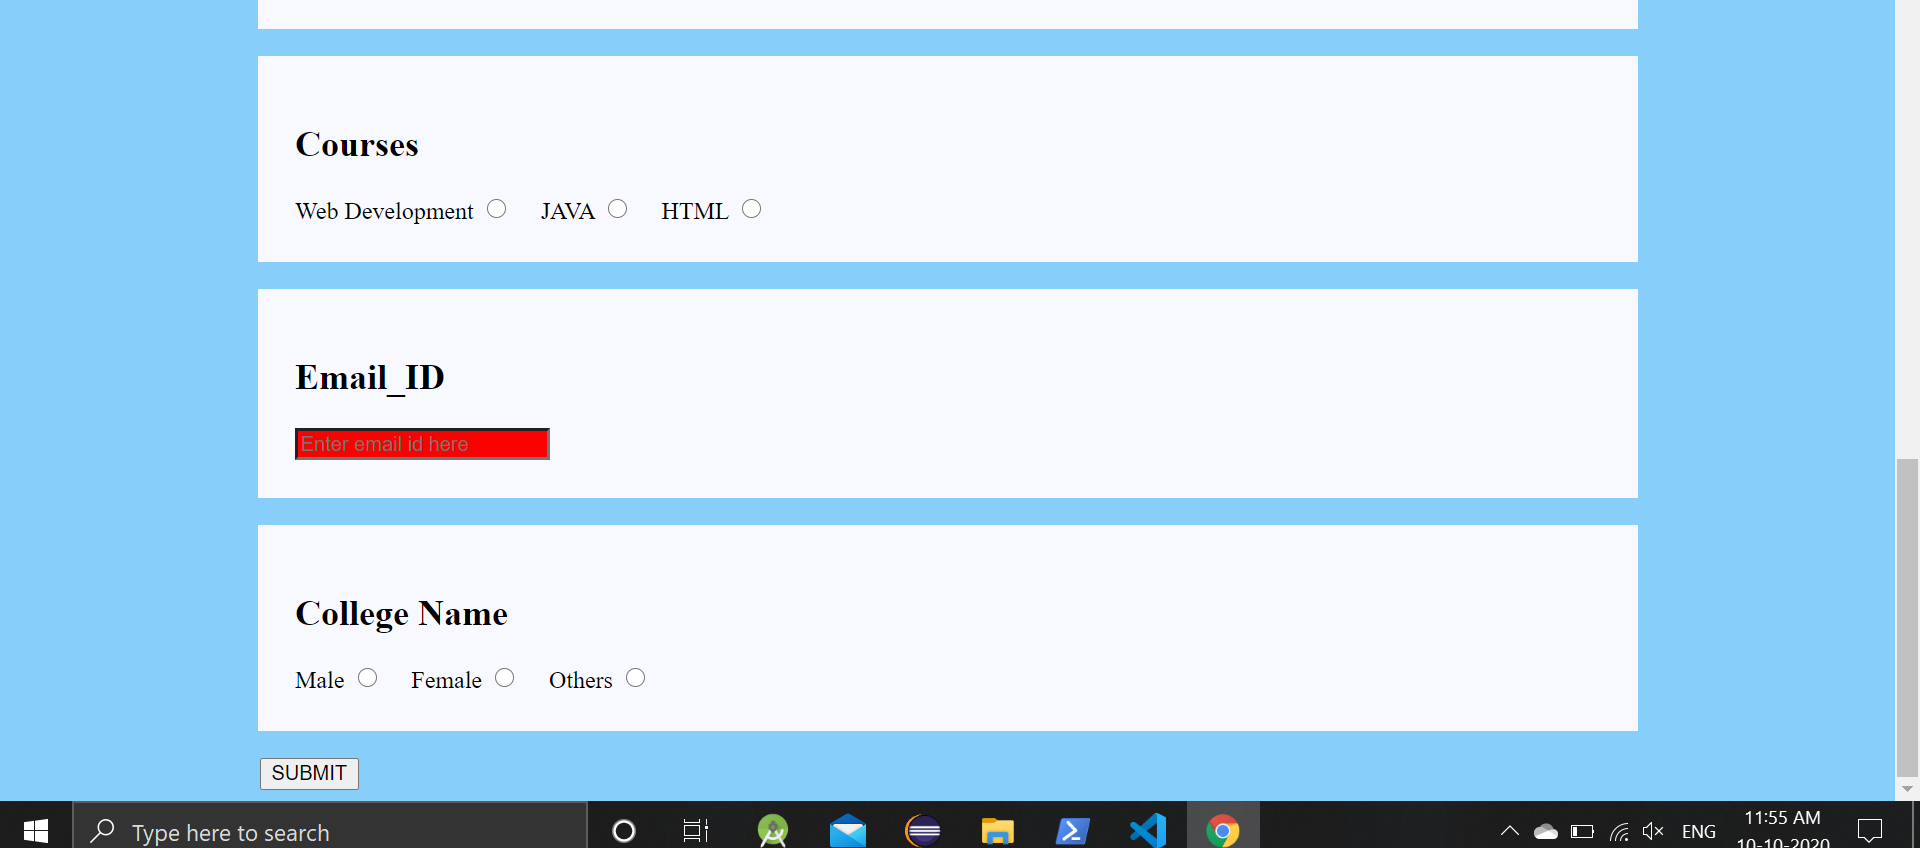 Courses
Web Development JAVA HTML
Email_ID
Enter email id here
College Name
Male Female Others
SUBMIT
Type here to search
ENG
11:55 AM
10-10-2020